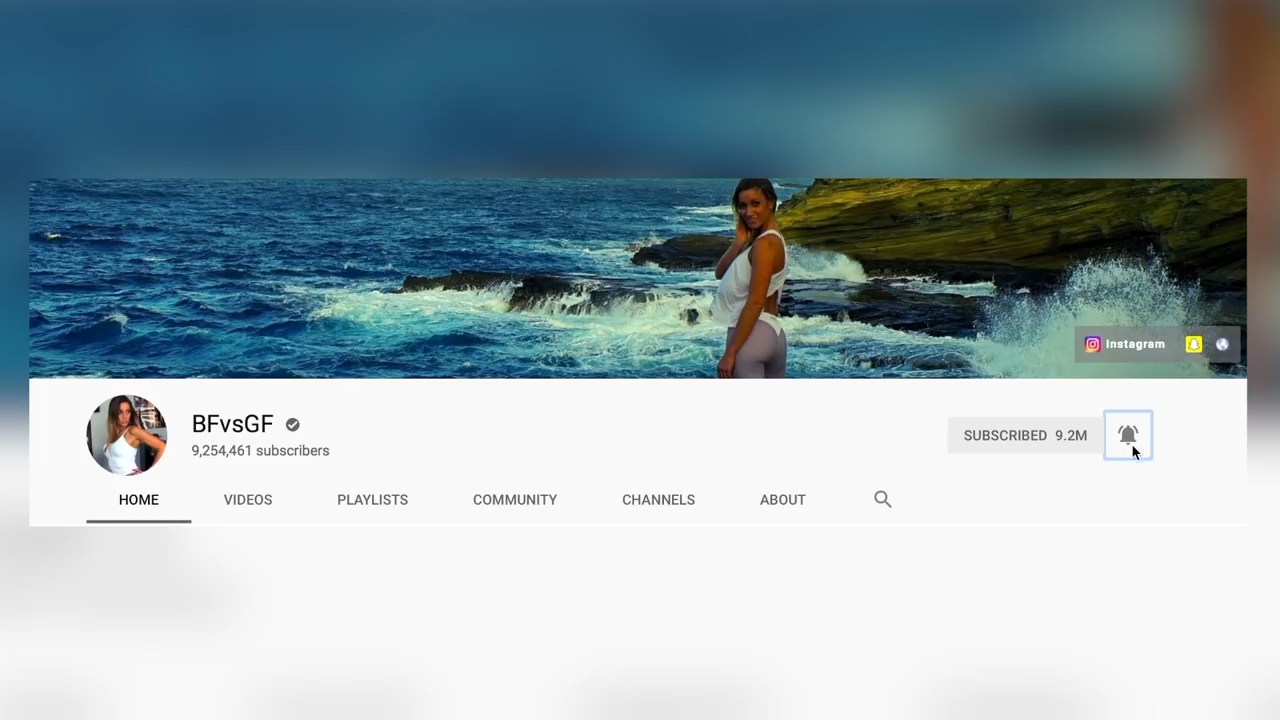 Instagram
BFvsGF
9,254,461 subscribers
SUBSCRIBED 9.2M
HOME VIDEOS PLAYLISTS COMMUNITY CHANNELS ABOUT